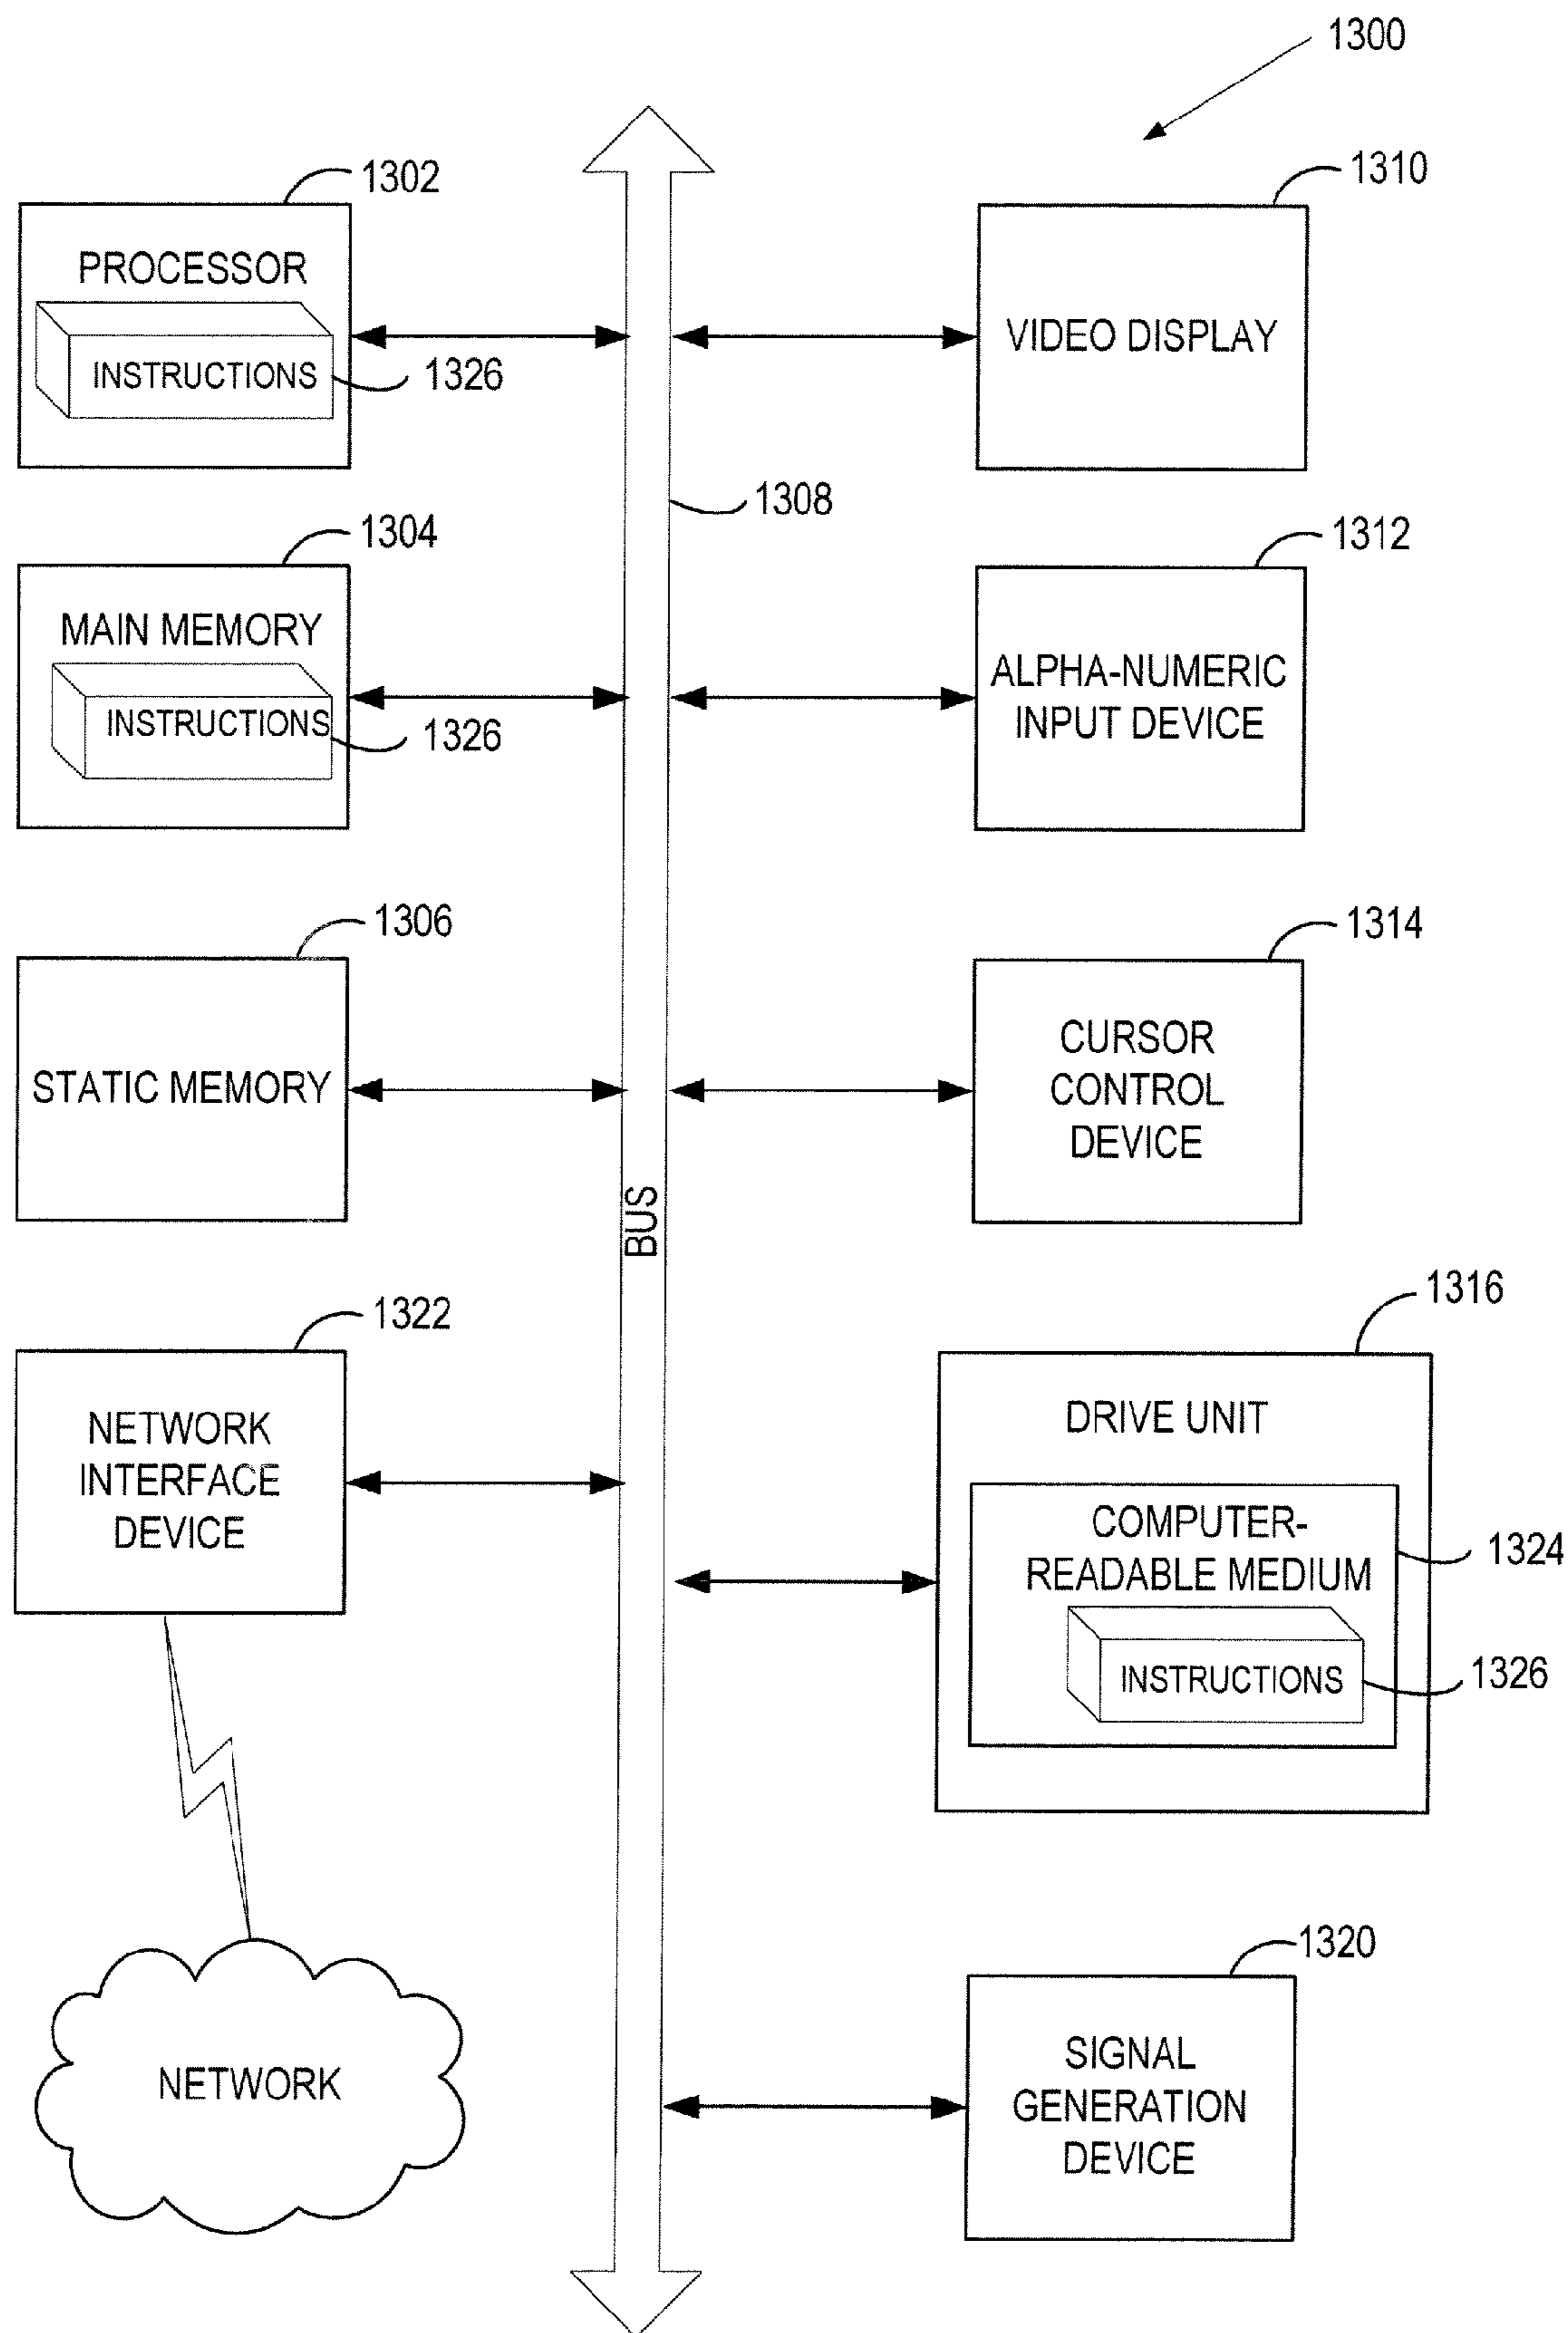 1300
1302
1310
PROCESSOR
INSTRUCTIONS
1326
VIDEO DISPLAY
1308
1304
1312
MAIN MEMORY
INSTRUCTIONS
1326
ALPHA-NUMERIC
INPUT DEVICE
1306
1314
STATIC MEMORY
CURSOR
CONTROL
DEVICE
BUS
1322
1316
NETWORK
INTERFACE
DEVICE
DRIVE UNIT
COMPUTER-
READABLE MEDIUM
1324
INSTRUCTIONS
1326
1320
NETWORK
SIGNAL
GENERATION
DEVICE